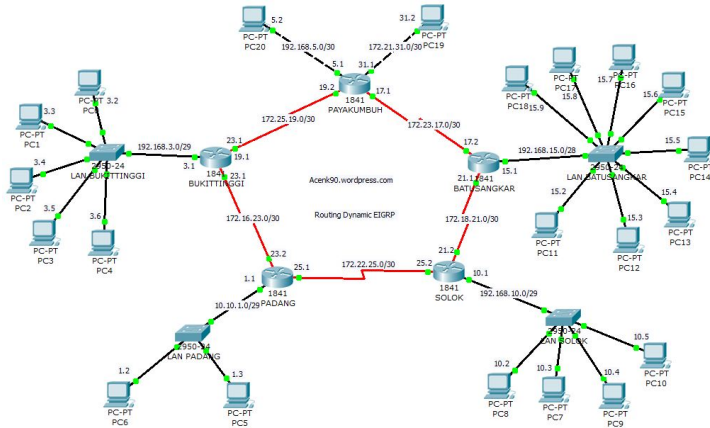 5.2
PC-PT
PC20
192.168.5.0/30
31.2
PC-PT
PC19
172.21.31.0/30
5.1
31.1
19.2
1841
PAYAKUMBUH
17.1
172.25.19.0/30
172.23.17.0/30
PC-PT
3.2
3.3
PC-PT
PC1
3.4
PC-PT
PC2
3.5
PC-PT
PC3
3.6
PC-PT
PC4
2950-24
LAN BUKITTINGGI
192.168.3.0/29
3.1
23.1
19.1
BUKITTINGGI
23.1
Acenk90.wordpress.com
Routing Dynamic EIGRP
17.2
15.1
21.1
1841
BATUSANGKAR
192.168.15.0/28
PC-PT
PC18
15.9
PC-PT
PC17
15.8
PC-PT
PC16
15.7
PC-PT
PC15
15.6
PC-PT
PC14
15.5
LAN BATUSANGKAR
15.2
PC-PT
PC11
15.3
PC-PT
PC12
15.4
PC-PT
PC13
172.16.23.0/30
172.18.21.0/30
23.2
25.1
1.1
1841
PADANG
172.22.25.0/30
21.2
25.2
10.1
1841
SOLOK
10.10.1.0/29
2950-24
LAN PADANG
1.2
PC-PT
PC6
1.3
PC-PT
PC5
192.168.10.0/29
2950-24
LAN SOLOK
10.2
PC-PT
PC8
10.3
PC-PT
PC7
10.4
PC-PT
PC9
10.5
PC-PT
PC10